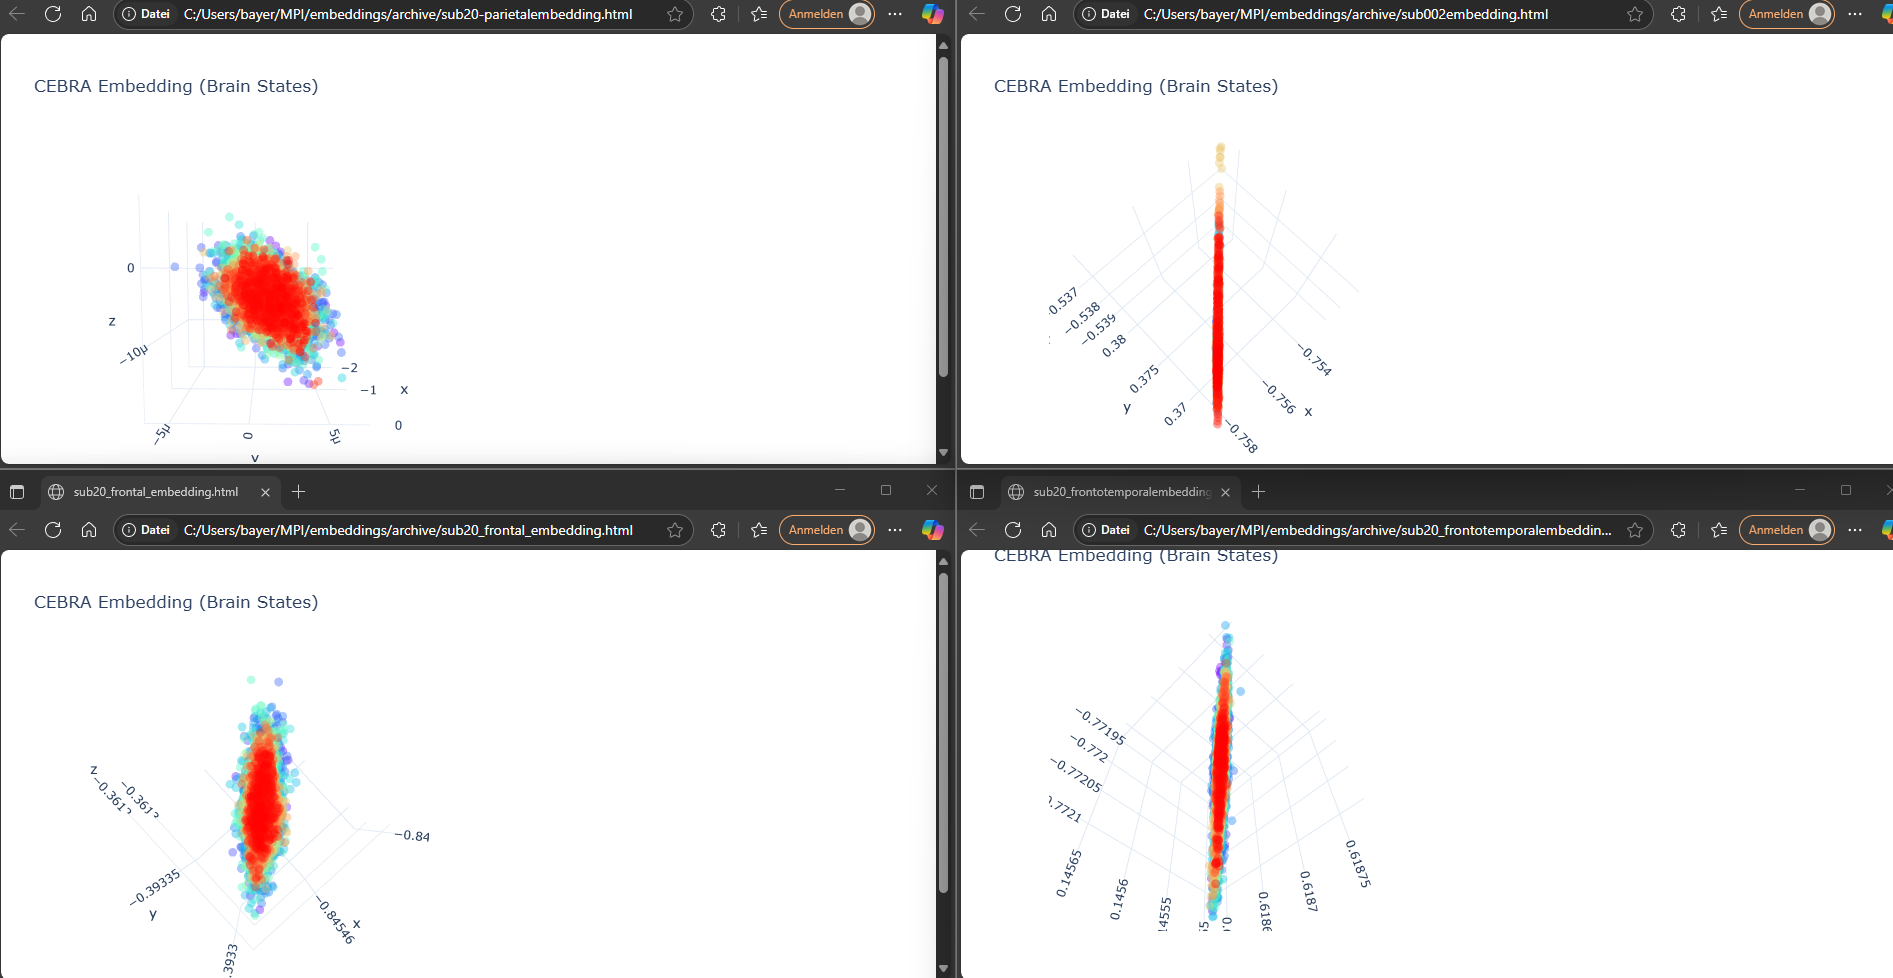 Datei C:/Users/bayer/MPI/embeddings/archive/sub20-parietalembedding.html Anmelden
CEBRA Embedding (Brain States)
0
z
−10μ
−2
−1
x
0
−5μ
0
5μ
y
Datei C:/Users/bayer/MPI/embeddings/archive/sub002embedding.html Anmelden
CEBRA Embedding (Brain States)
−0.537
−0.538
−0.539
0.38
0.375
0.37
y
−0.754
−0.756
x
−0.758
sub20_frontal_embedding.html
Datei C:/Users/bayer/MPI/embeddings/archive/sub20_frontal_embedding.html Anmelden
CEBRA Embedding (Brain States)
z
−0.3612
−0.3613
−0.84
−0.39335
y
x
−0.84546
.3933
sub20_frontotemporalembedding
Datei C:/Users/bayer/MPI/embeddings/archive/sub20_frontotemporalembeddin... Anmelden
CEBRA Embedding (Brain States)
−0.77195
−0.772
−0.77205
0.7721
0.14565
0.1456
14555
0.6186
0.6187
0.61875